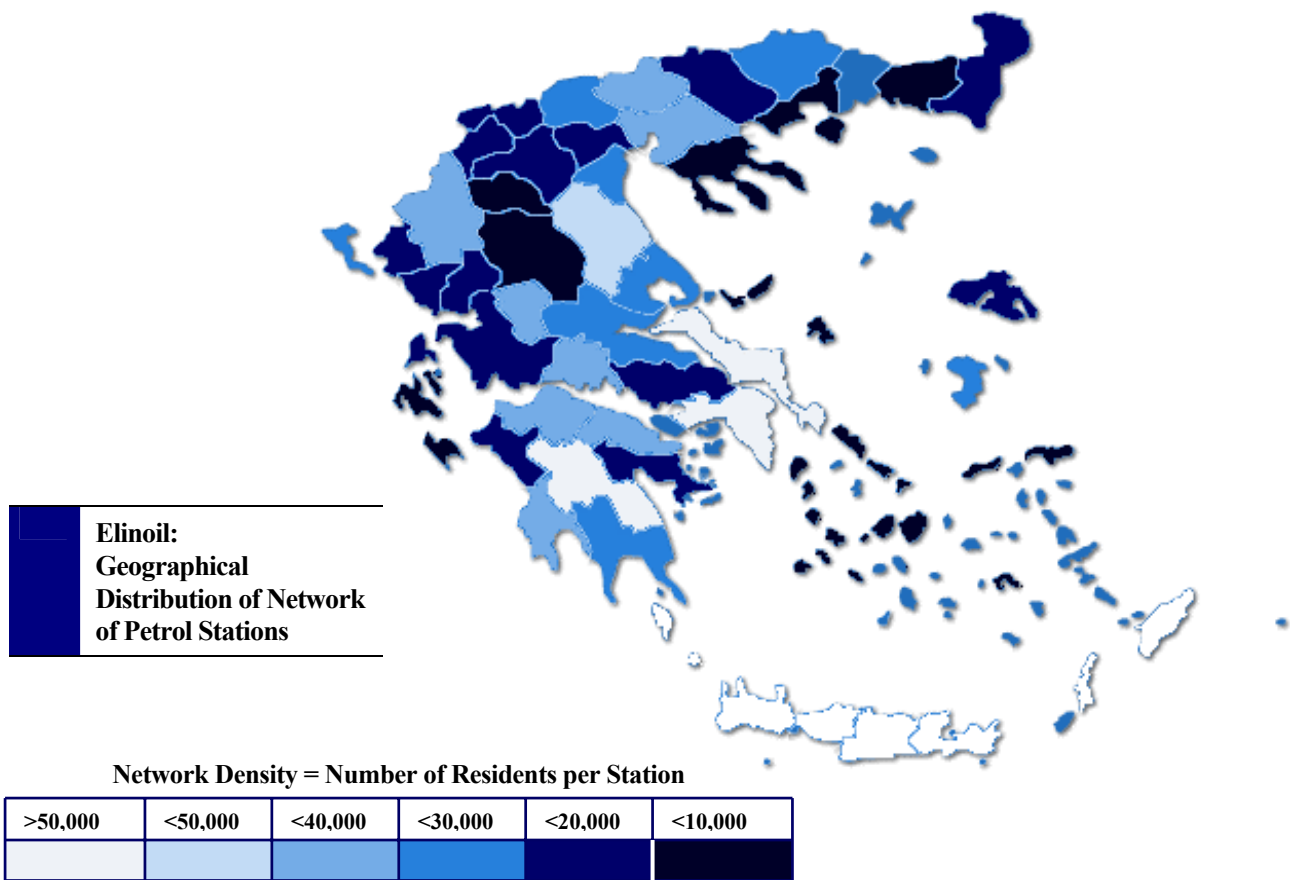 Elinoil:
Geographical
Distribution of Network
of Petrol Stations
Network Density = Number of Residents per Station
>50,000 <50,000 <40,000 <30,000 <20,000 <10,000